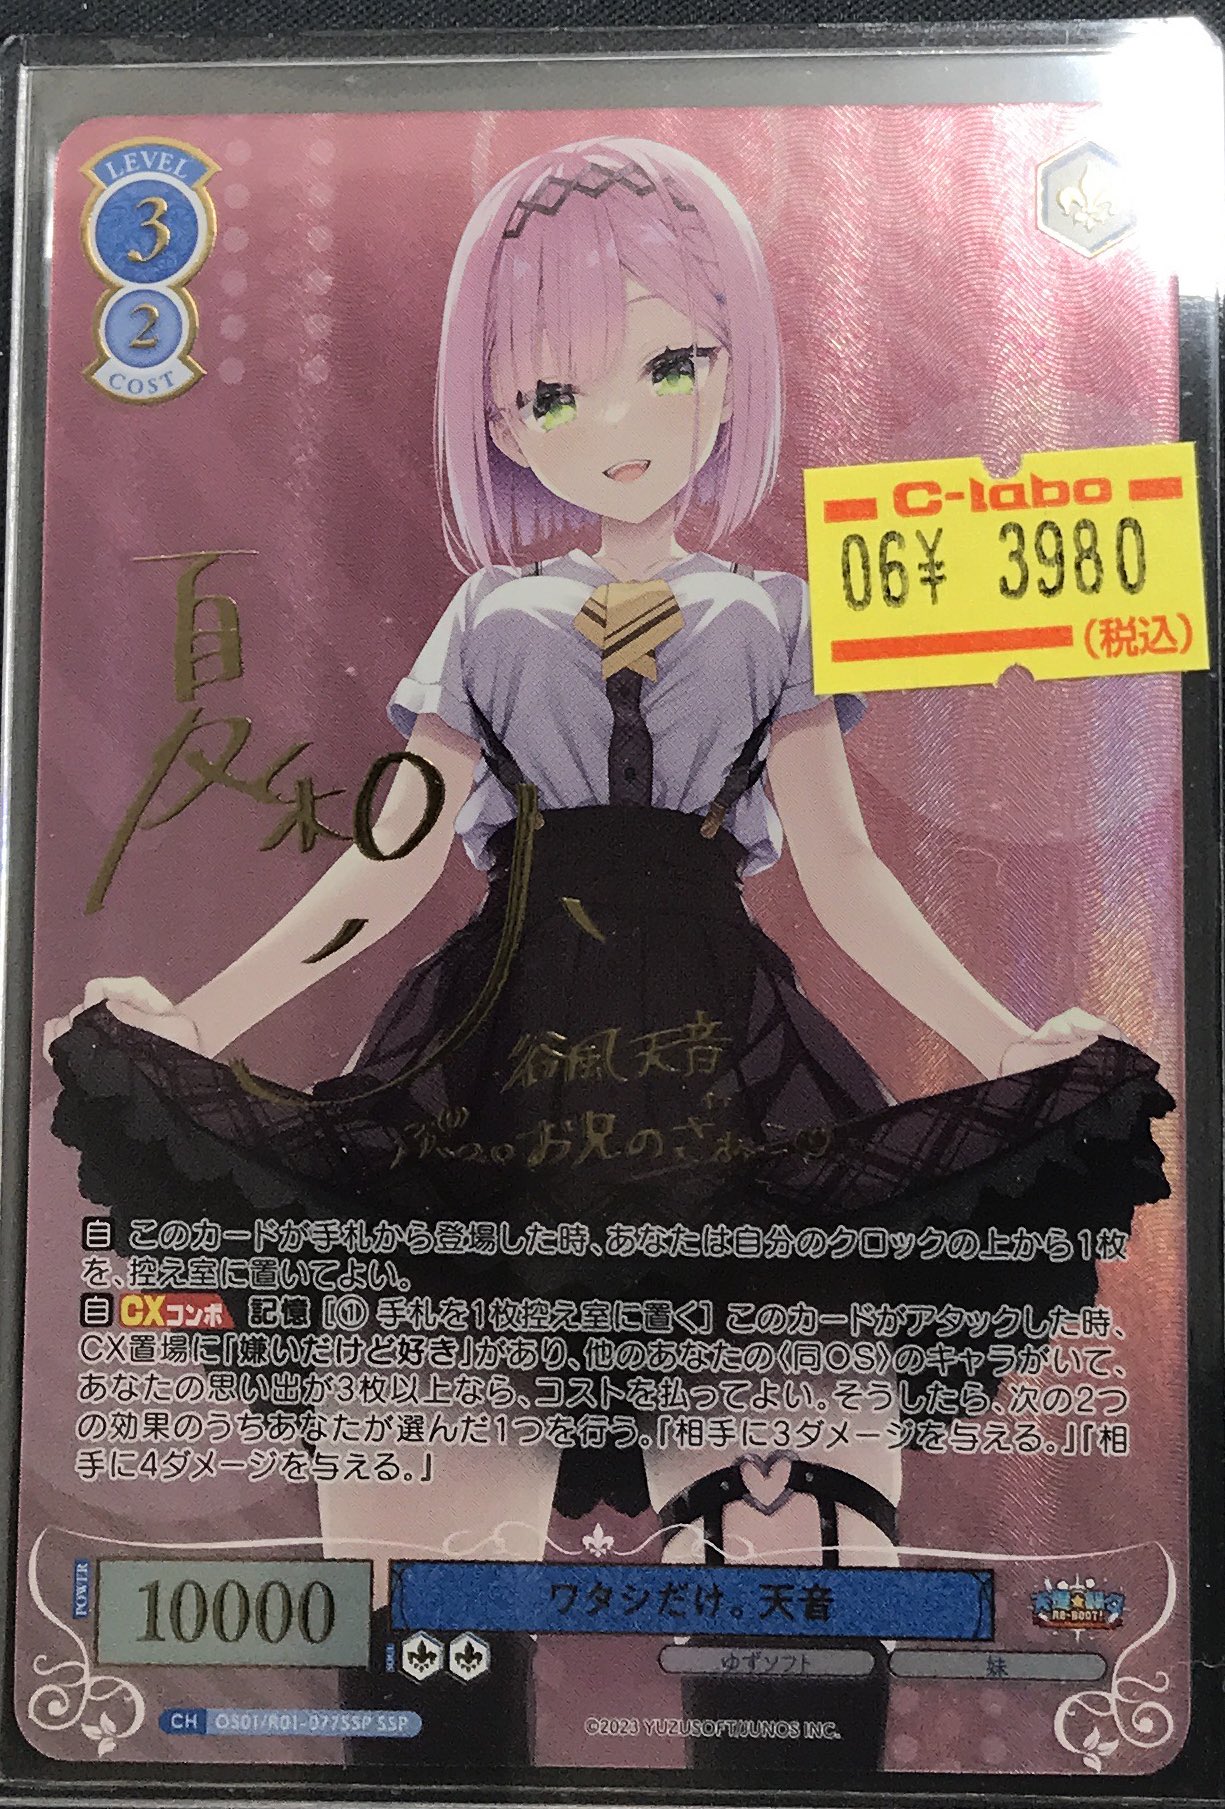 LEVEL
3
2
COST
C-labo
06¥ 3980
(税込)
夏和小
谷風天音
お兄の
自 このカードが手札から登場した時、あなたは自分のクロックの上から1枚
を、控え室に置いてよい。
自 CXコンボ 記憶 [① 手札を1枚控え室に置く] このカードがアタックした時、
CX置場に「嫌いだけど好き」があり、他のあなたの《同OS》のキャラがいて、
あなたの思い出が3枚以上なら、コストを払ってよい。そうしたら、次の2つ
の効果のうちあなたが選んだ1つを行う。「相手に3ダメージを与える。」「相
手に4ダメージを与える。」
POWER
10000
ワタシだけ。天音
RE-BOOT!
SOUL
ゆずソフト
妹
CH OS01/R01-077SSP SSP
©2023 YUZUSOFT/JUNOS INC.